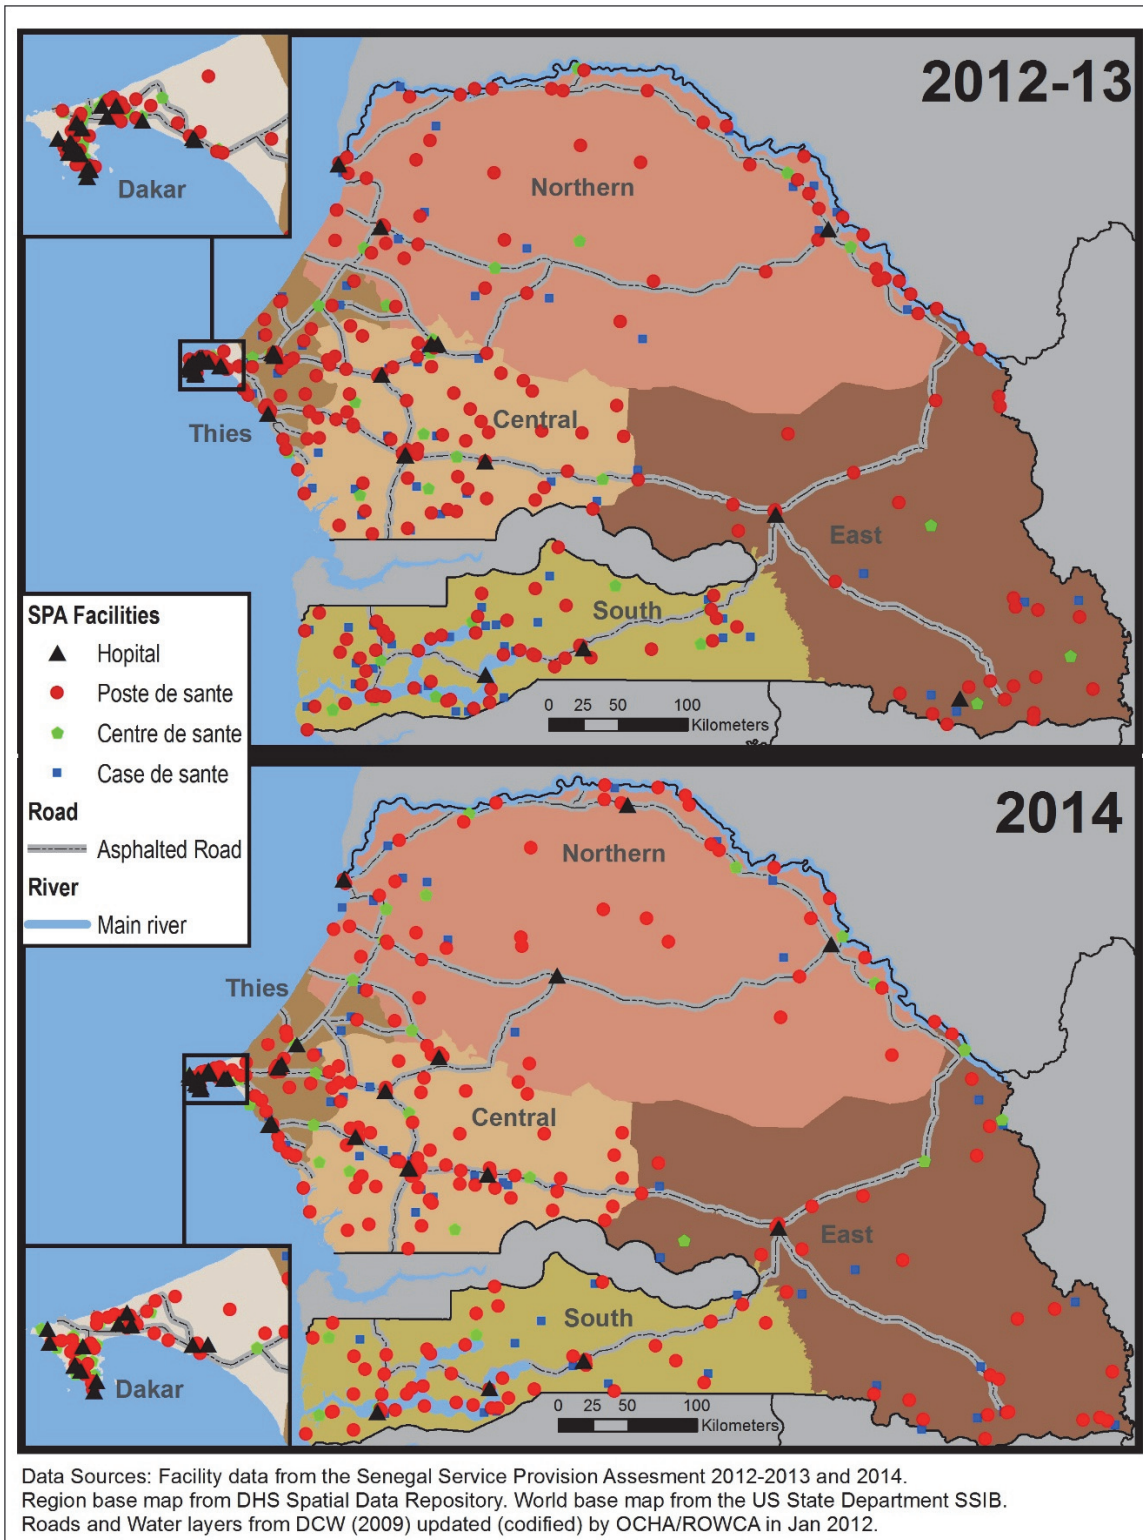 2012-13
Dakar
Northern
Thies
Central
East
South
SPA Facilities
Hopital
Poste de sante
Centre de sante
Case de sante
Road
Asphalted Road
River
Main river
0 25 50 100
Kilometers
2014
Northern
Thies
Central
East
South
Dakar
0 25 50 100
Kilometers
Data Sources: Facility data from the Senegal Service Provision Assesment 2012-2013 and 2014.
Region base map from DHS Spatial Data Repository. World base map from the US State Department SSIB.
Roads and Water layers from DCW (2009) updated (codified) by OCHA/ROWCA in Jan 2012.